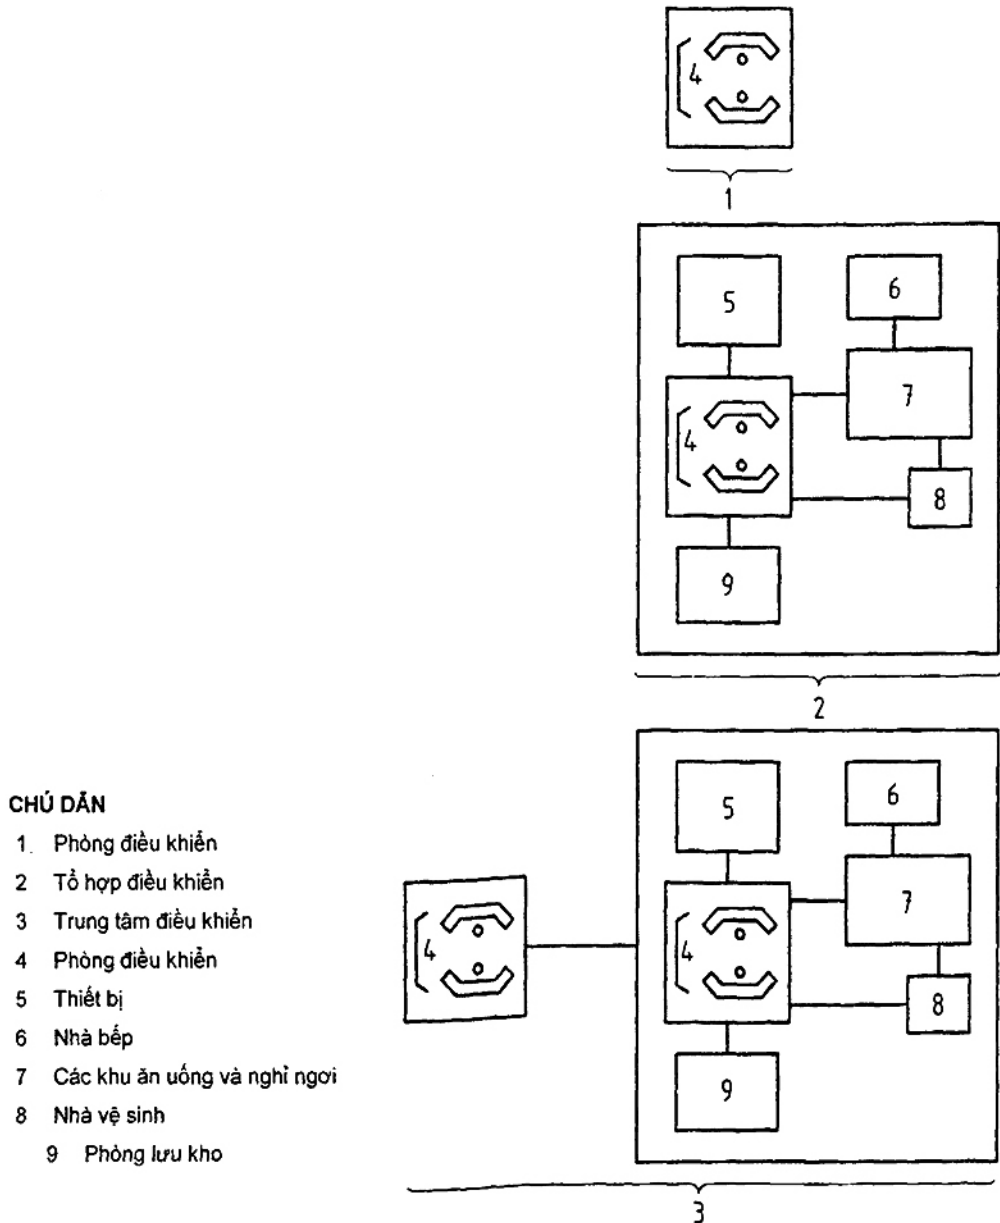 4
1
5
6
7
4
8
9
2
CHÚ DẪN
1. Phòng điều khiển
2 Tổ hợp điều khiển
3 Trung tâm điều khiển
4 Phòng điều khiển
5 Thiết bị
6 Nhà bếp
7 Các khu ăn uống và nghỉ ngơi
8 Nhà vệ sinh
9 Phòng lưu kho
5
6
7
4
4
8
9
3